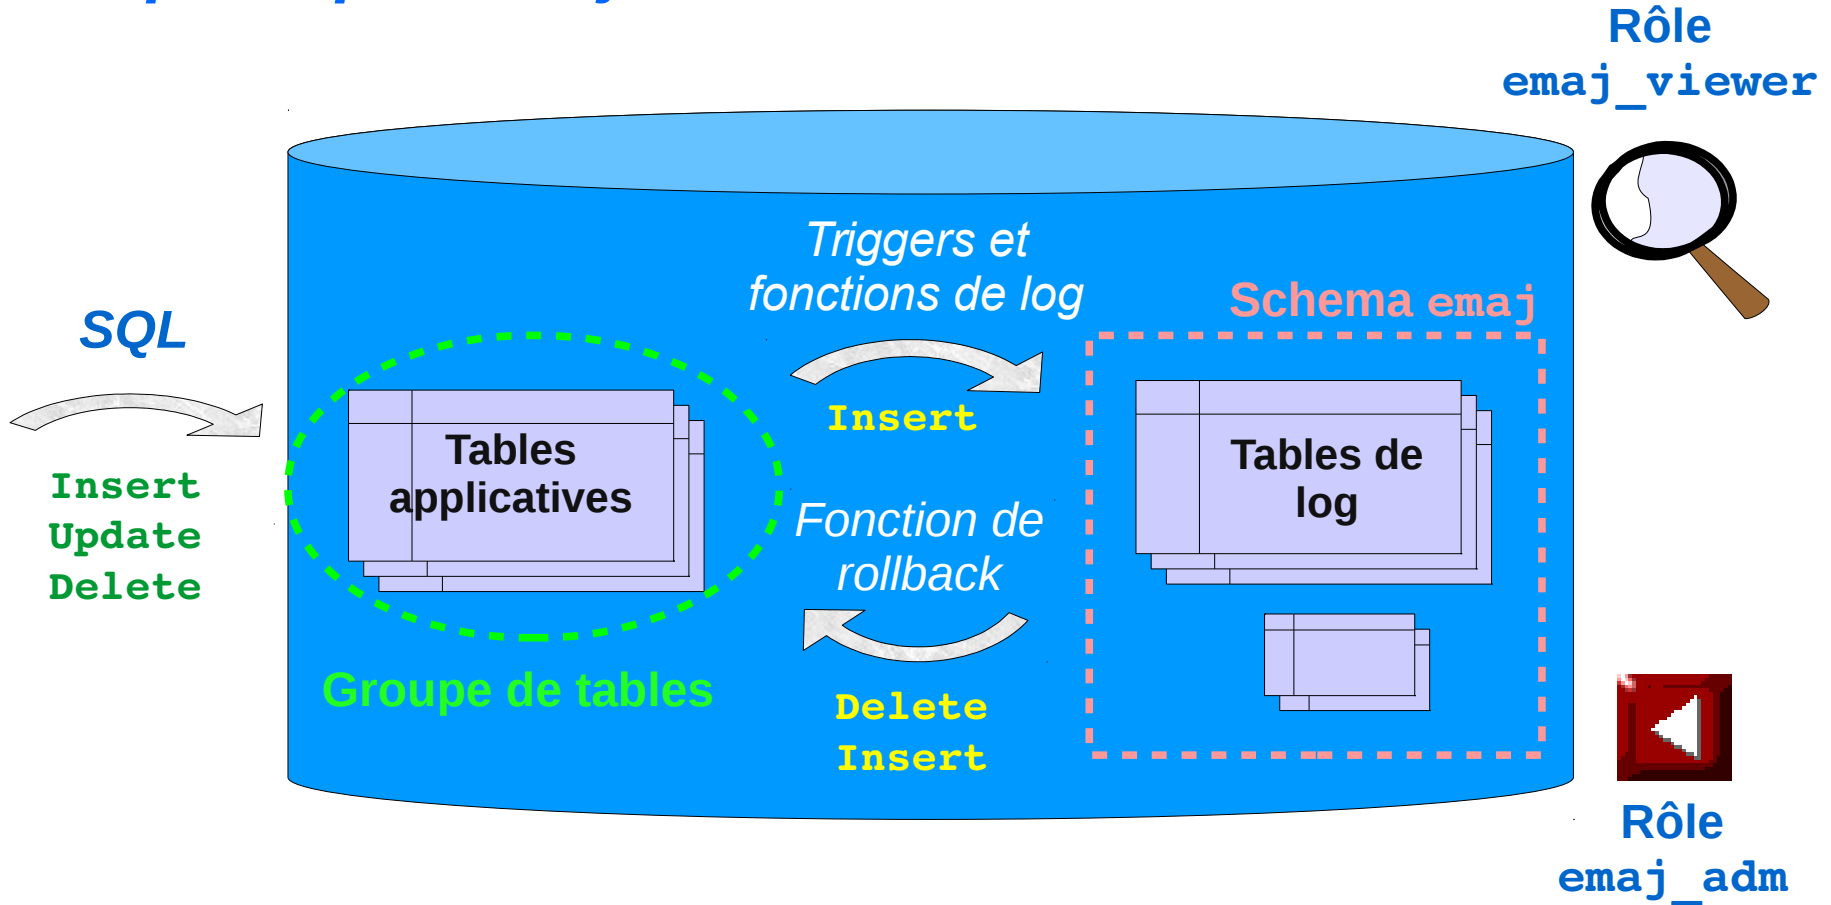 Rôle
emaj_viewer
Triggers et
fonctions de log
Schema emaj
SQL
Insert
Tables
applicatives
Tables de
log
Insert
Update
Delete
Fonction de
rollback
Groupe de tables
Delete
Insert
Rôle
emaj_adm